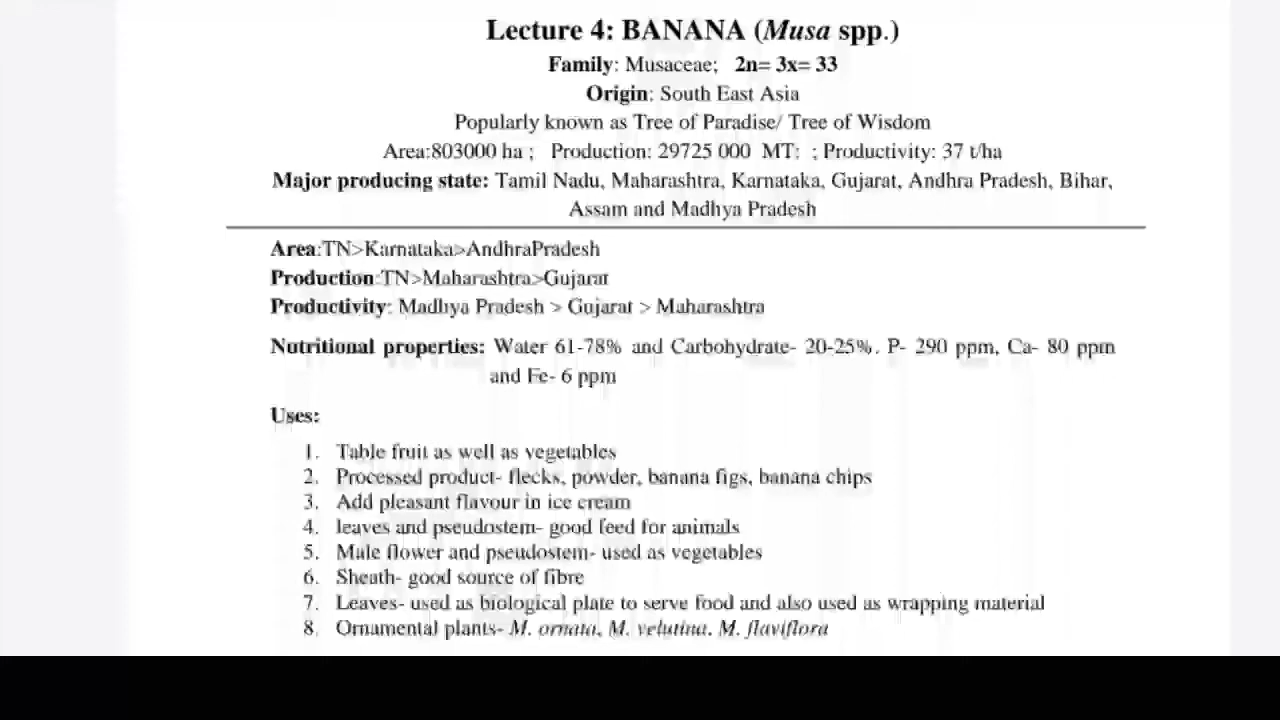 Lecture 4: BANANA (Musa spp.)
Family: Musaceae; 2n= 3x= 33
Origin: South East Asia
Popularly known as Tree of Paradise/ Tree of Wisdom
Area:803000 ha ; Production: 29725 000 MT: ; Productivity: 37 t/ha
Major producing state: Tamil Nadu, Maharashtra, Karnataka, Gujarat, Andhra Pradesh, Bihar,
Assam and Madhya Pradesh
Area:TN>Karnataka>AndhraPradesh
Production:TN>Maharashtra>Gujarat
Productivity: Madhya Pradesh > Gujarat > Maharashtra
Nutritional properties: Water 61-78% and Carbohydrate- 20-25%. P- 290 ppm, Ca- 80 ppm
and Fe- 6 ppm
Uses:
1. Table fruit as well as vegetables
2. Processed product- flecks, powder, banana figs, banana chips
3. Add pleasant flavour in ice cream
4. leaves and pseudostem- good feed for animals
5. Male flower and pseudostem- used as vegetables
6. Sheath- good source of fibre
7. Leaves- used as biological plate to serve food and also used as wrapping material
8. Ornamental plants- M. ornata, M. velutina, M. flaviflora